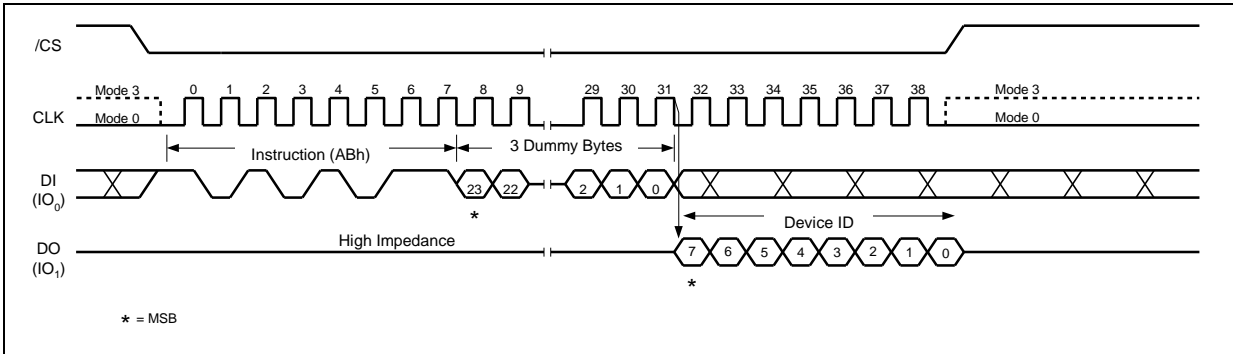 /CS
Mode 3
0 1 2 3 4 5 6 7 8 9 29 30 31 32 33 34 35 36 37 38
Mode 3
CLK
Mode 0
Mode 0
Instruction (ABh)
3 Dummy Bytes
DI
(IO0)
23 22 2 1 0
*
Device ID
High Impedance
DO
(IO1)
7 6 5 4 3 2 1 0
*
* = MSB